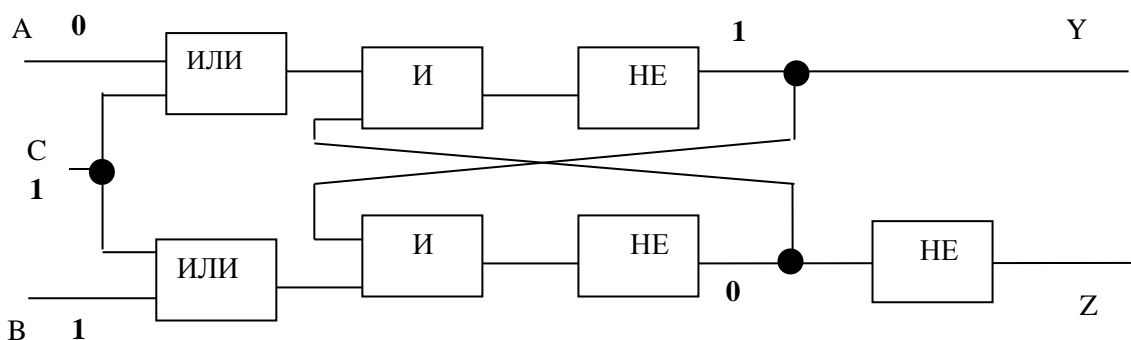 A 0 1 Y
ИЛИ И НЕ
C
1
ИЛИ И НЕ НЕ
0
B 1 Z